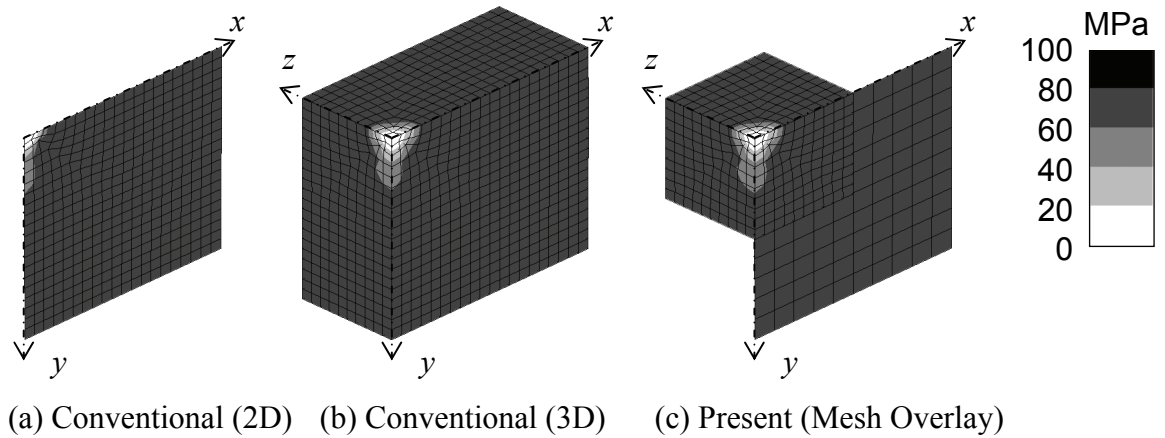 x
y
(a) Conventional (2D)
z
x
y
(b) Conventional (3D)
z
x
y
(c) Present (Mesh Overlay)
MPa
100
80
60
40
20
0